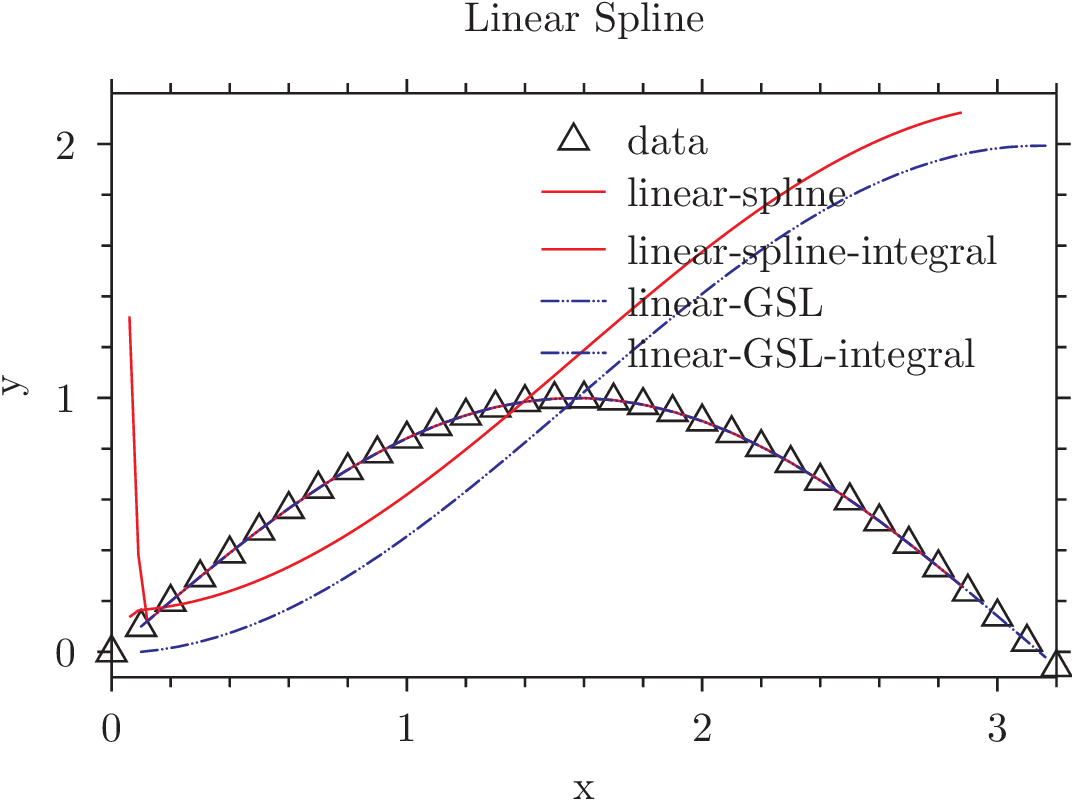 Linear Spline
2
data
linear-spline
linear-spline-integral
linear-GSL
linear-GSL-integral
y
1
0
0 1 2 3
x